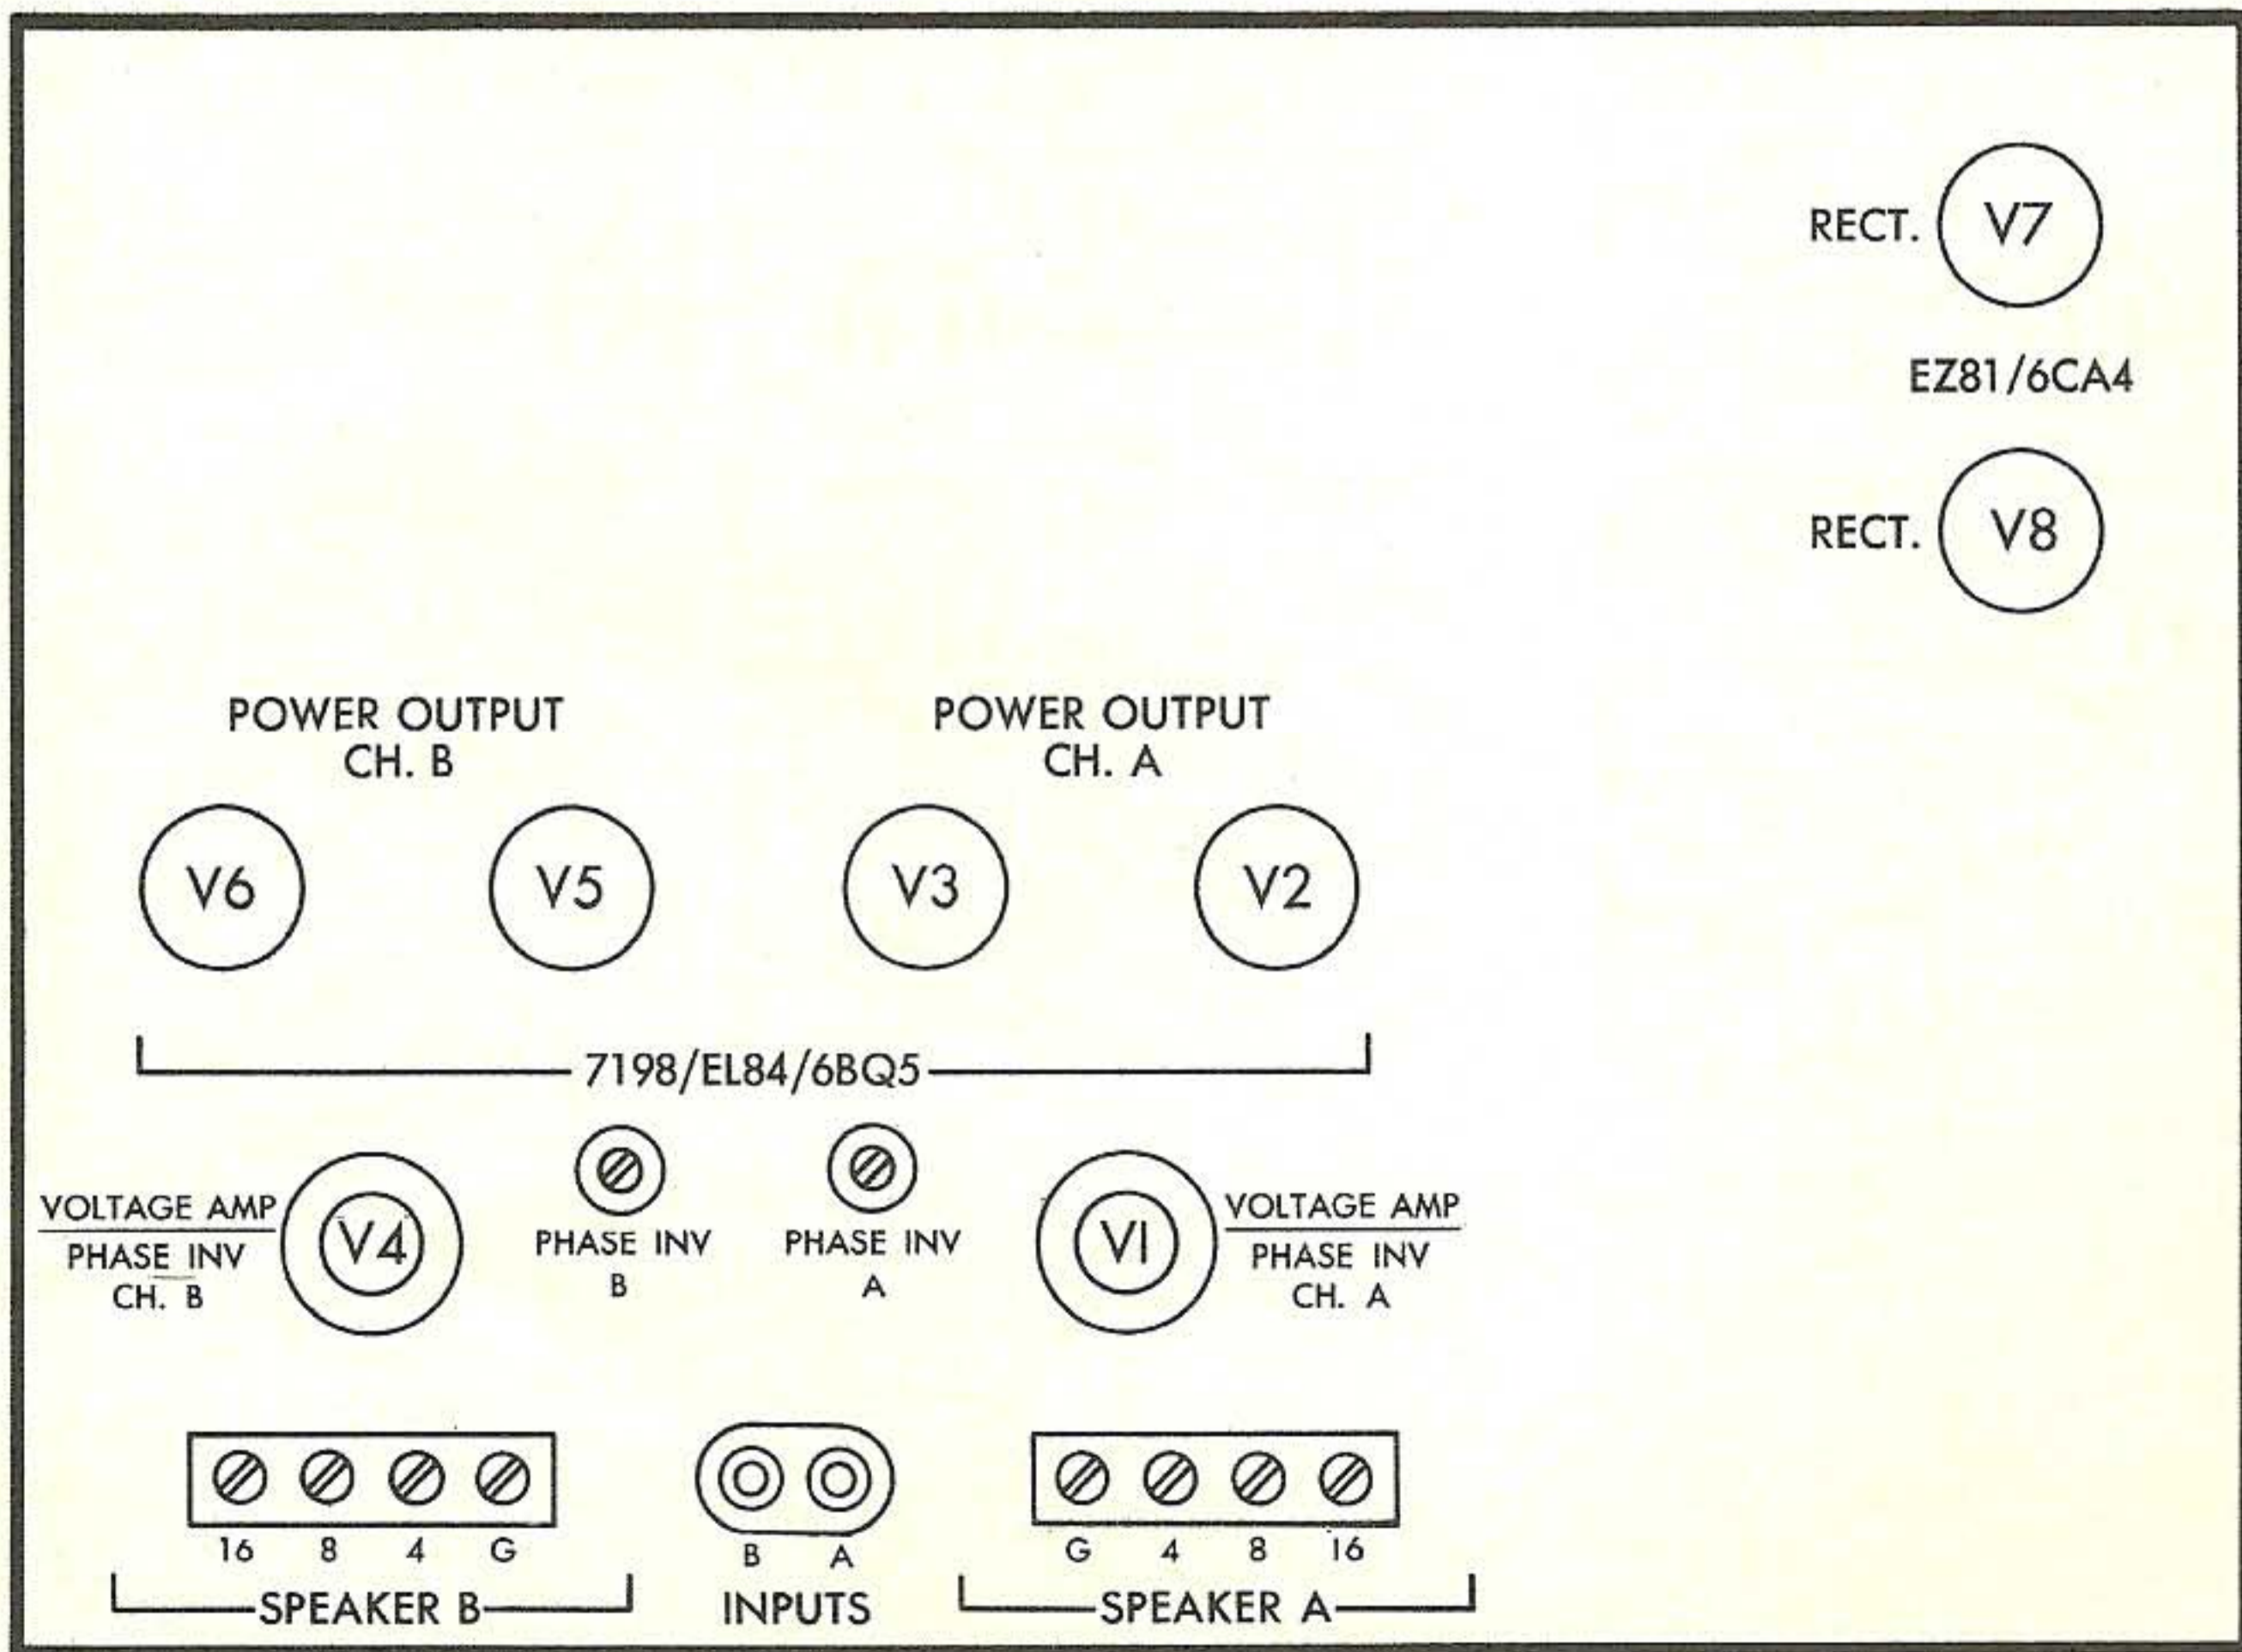 RECT. V7
EZ81/6CA4
RECT. V8
POWER OUTPUT
CH. B
POWER OUTPUT
CH. A
V6 V5 V3 V2
7198/EL84/6BQ5
VOLTAGE AMP
PHASE INV
CH. B
V4
PHASE INV
B
PHASE INV
A
V1
VOLTAGE AMP
PHASE INV
CH. A
16 8 4 G
SPEAKER B
B A
INPUTS
G 4 8 16
SPEAKER A